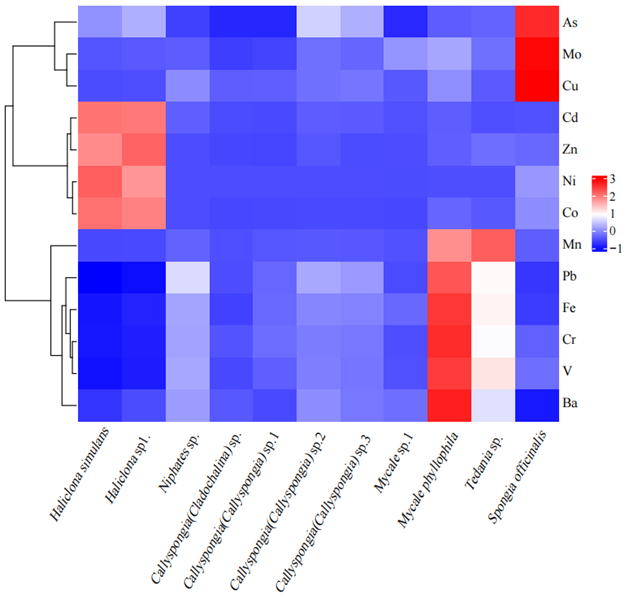 As
Mo
Cu
Cd
Zn
Ni
Co
Mn
Pb
Fe
Cr
V
Ba
3
2
1
0
−1
Haliclona simulans
Haliclona sp1.
Niphates sp.
Callyspongia(Cladochalina) sp.
Callyspongia(Callyspongia) sp.1
Callyspongia(Callyspongia) sp.2
Callyspongia(Callyspongia) sp.3
Mycale sp.1
Mycale phyllophila
Tedania sp.
Spongia officinalis